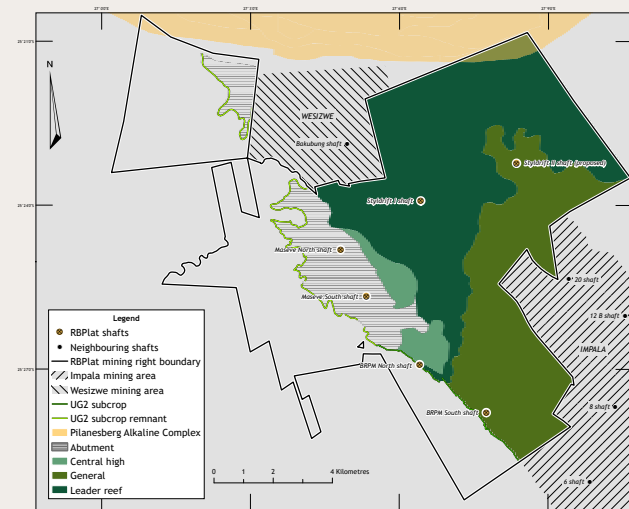 N
WESIZWE
Bakubung shaft
Styldrift II shaft (proposed)
Styldrift I shaft
Maseve North shaft
20 shaft
Maseve South shaft
12 B shaft
IMPALA
BRPM North shaft
8 shaft
BRPM South shaft
6 shaft
Legend
RBPlat shafts
Neighbouring shafts
RBPlat mining right boundary
Impala mining area
Wesizwe mining area
UG2 subcrop
UG2 subcrop remnant
Pilanesberg Alkaline Complex
Abutment
Central high
General
Leader reef
0 1 2 4 Kilometres